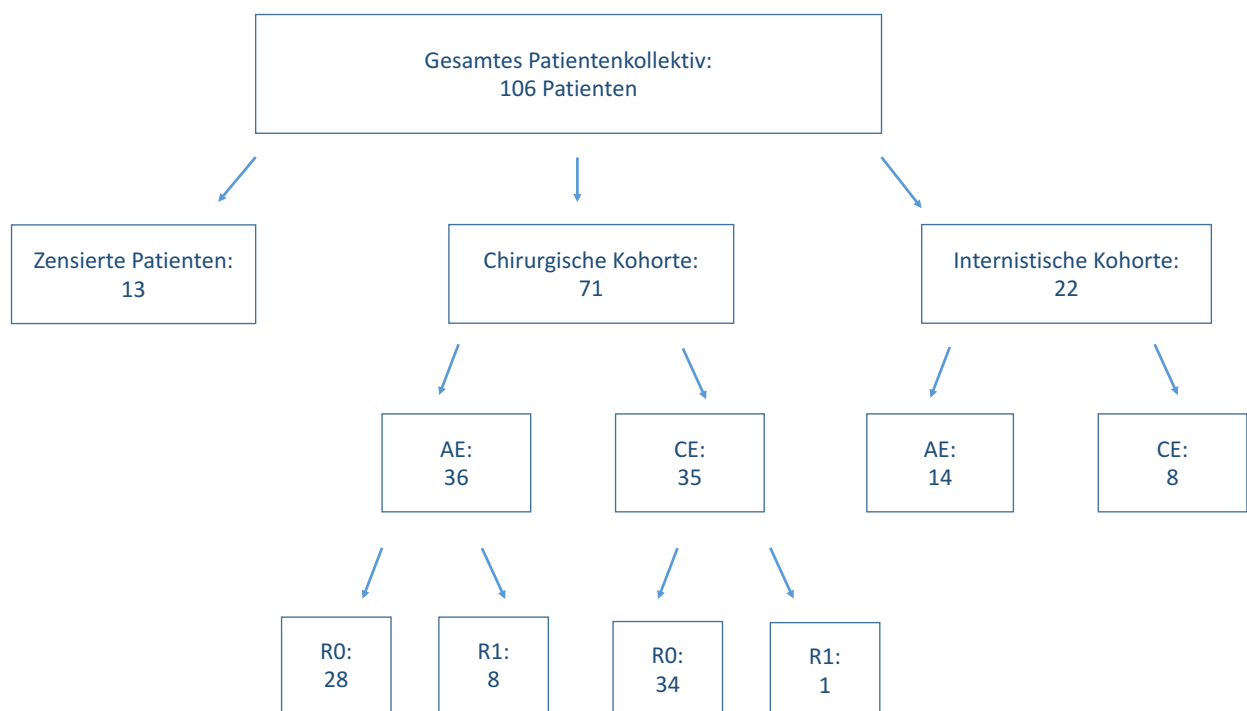 Gesamtes Patientenkollektiv:
106 Patienten
Zensierte Patienten:
13
Chirurgische Kohorte:
71
Internistische Kohorte:
22
AE:
36
CE:
35
AE:
14
CE:
8
R0:
28
R1:
8
R0:
34
R1:
1